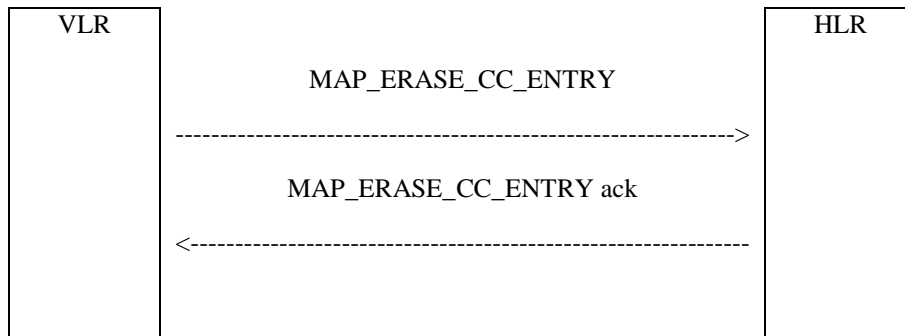 VLR HLR
MAP_ERASE_CC_ENTRY
MAP_ERASE_CC_ENTRY ack